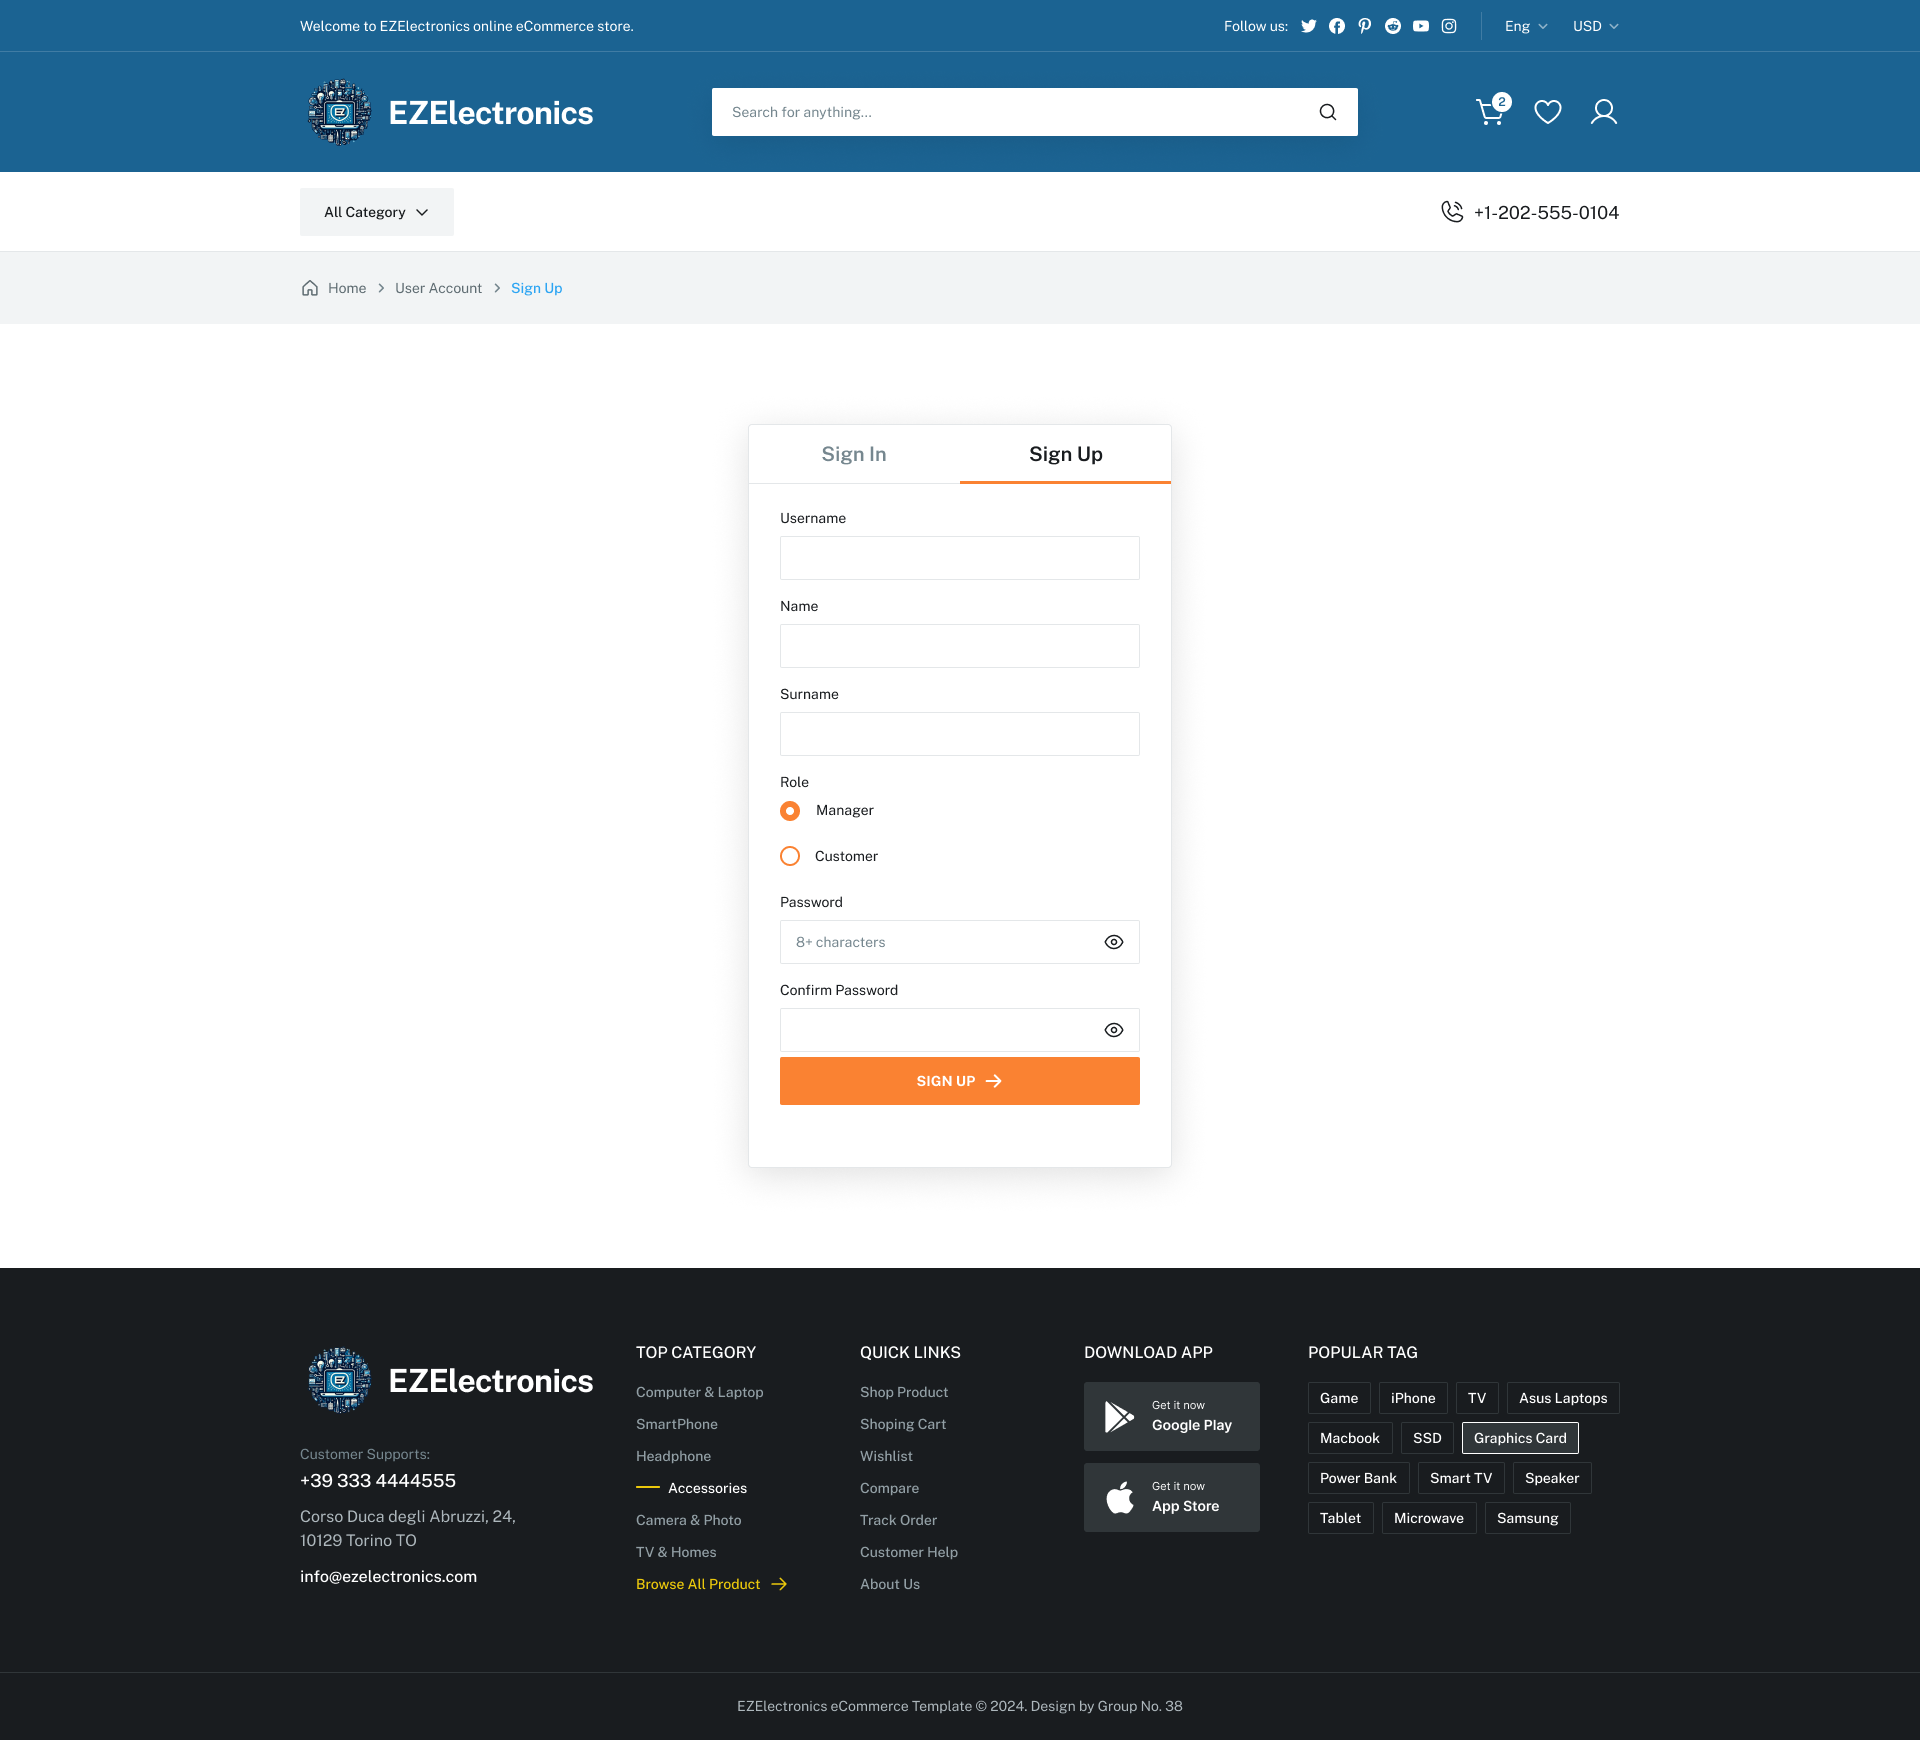 Welcome to EZElectronics online eCommerce store.
Follow us:
Eng
USD
EZ
EZElectronics
Search for anything...
2
All Category
+1-202-555-0104
Home
User Account
Sign Up
Sign In
Sign Up
Username
Name
Surname
Role
Manager
Customer
Password
8+ characters
Confirm Password
SIGN UP
EZ
EZElectronics
Customer Supports:
+39 333 4444555
Corso Duca degli Abruzzi, 24,
10129 Torino TO
info@ezelectronics.com
TOP CATEGORY
Computer & Laptop
SmartPhone
Headphone
Accessories
Camera & Photo
TV & Homes
Browse All Product
QUICK LINKS
Shop Product
Shoping Cart
Wishlist
Compare
Track Order
Customer Help
About Us
DOWNLOAD APP
Get it now
Google Play
Get it now
App Store
POPULAR TAG
Game iPhone TV Asus Laptops
Macbook SSD Graphics Card
Power Bank Smart TV Speaker
Tablet Microwave Samsung
EZElectronics eCommerce Template © 2024. Design by Group No. 38